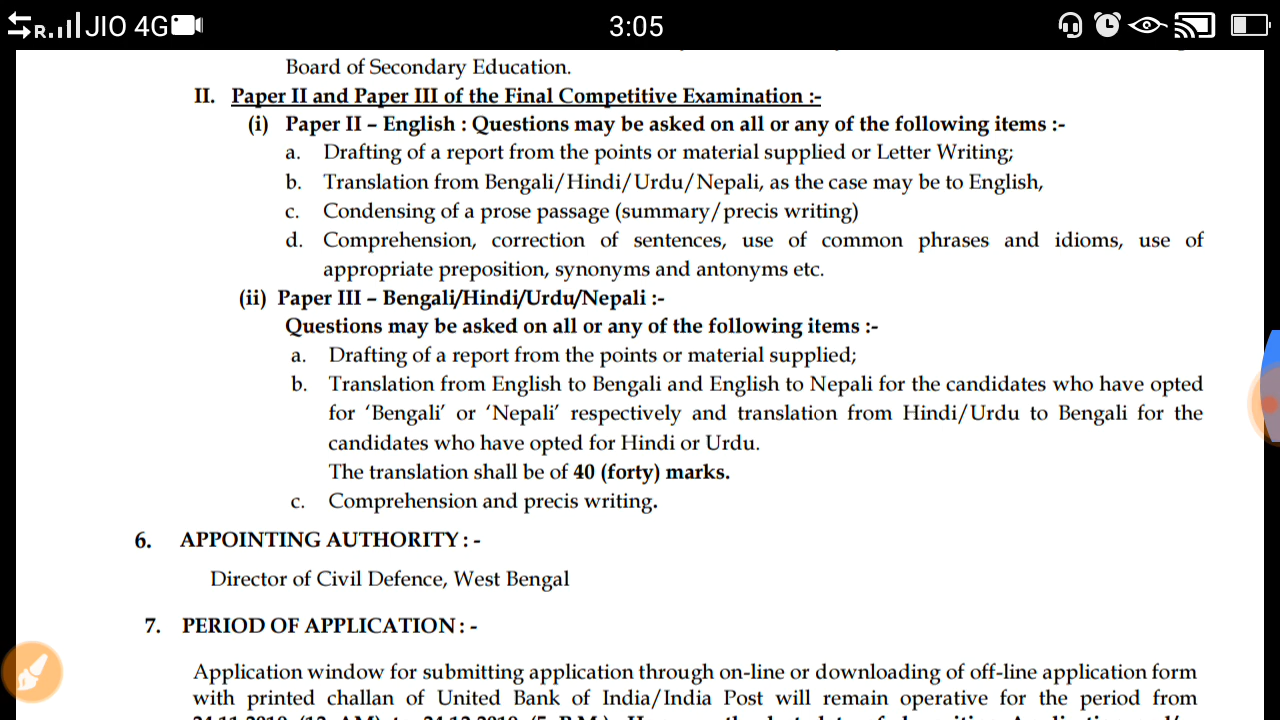 R. JIO 4G 3:05
Board of Secondary Education.
II. Paper II and Paper III of the Final Competitive Examination :-
(i) Paper II – English : Questions may be asked on all or any of the following items :-
a. Drafting of a report from the points or material supplied or Letter Writing;
b. Translation from Bengali/Hindi/Urdu/Nepali, as the case may be to English,
c. Condensing of a prose passage (summary/precis writing)
d. Comprehension, correction of sentences, use of common phrases and idioms, use of
appropriate preposition, synonyms and antonyms etc.
(ii) Paper III – Bengali/Hindi/Urdu/Nepali :-
Questions may be asked on all or any of the following items :-
a. Drafting of a report from the points or material supplied;
b. Translation from English to Bengali and English to Nepali for the candidates who have opted
for ‘Bengali’ or ‘Nepali’ respectively and translation from Hindi/Urdu to Bengali for the
candidates who have opted for Hindi or Urdu.
The translation shall be of 40 (forty) marks.
c. Comprehension and precis writing.
6. APPOINTING AUTHORITY : -
Director of Civil Defence, West Bengal
7. PERIOD OF APPLICATION : -
Application window for submitting application through on-line or downloading of off-line application form
with printed challan of United Bank of India/India Post will remain operative for the period from